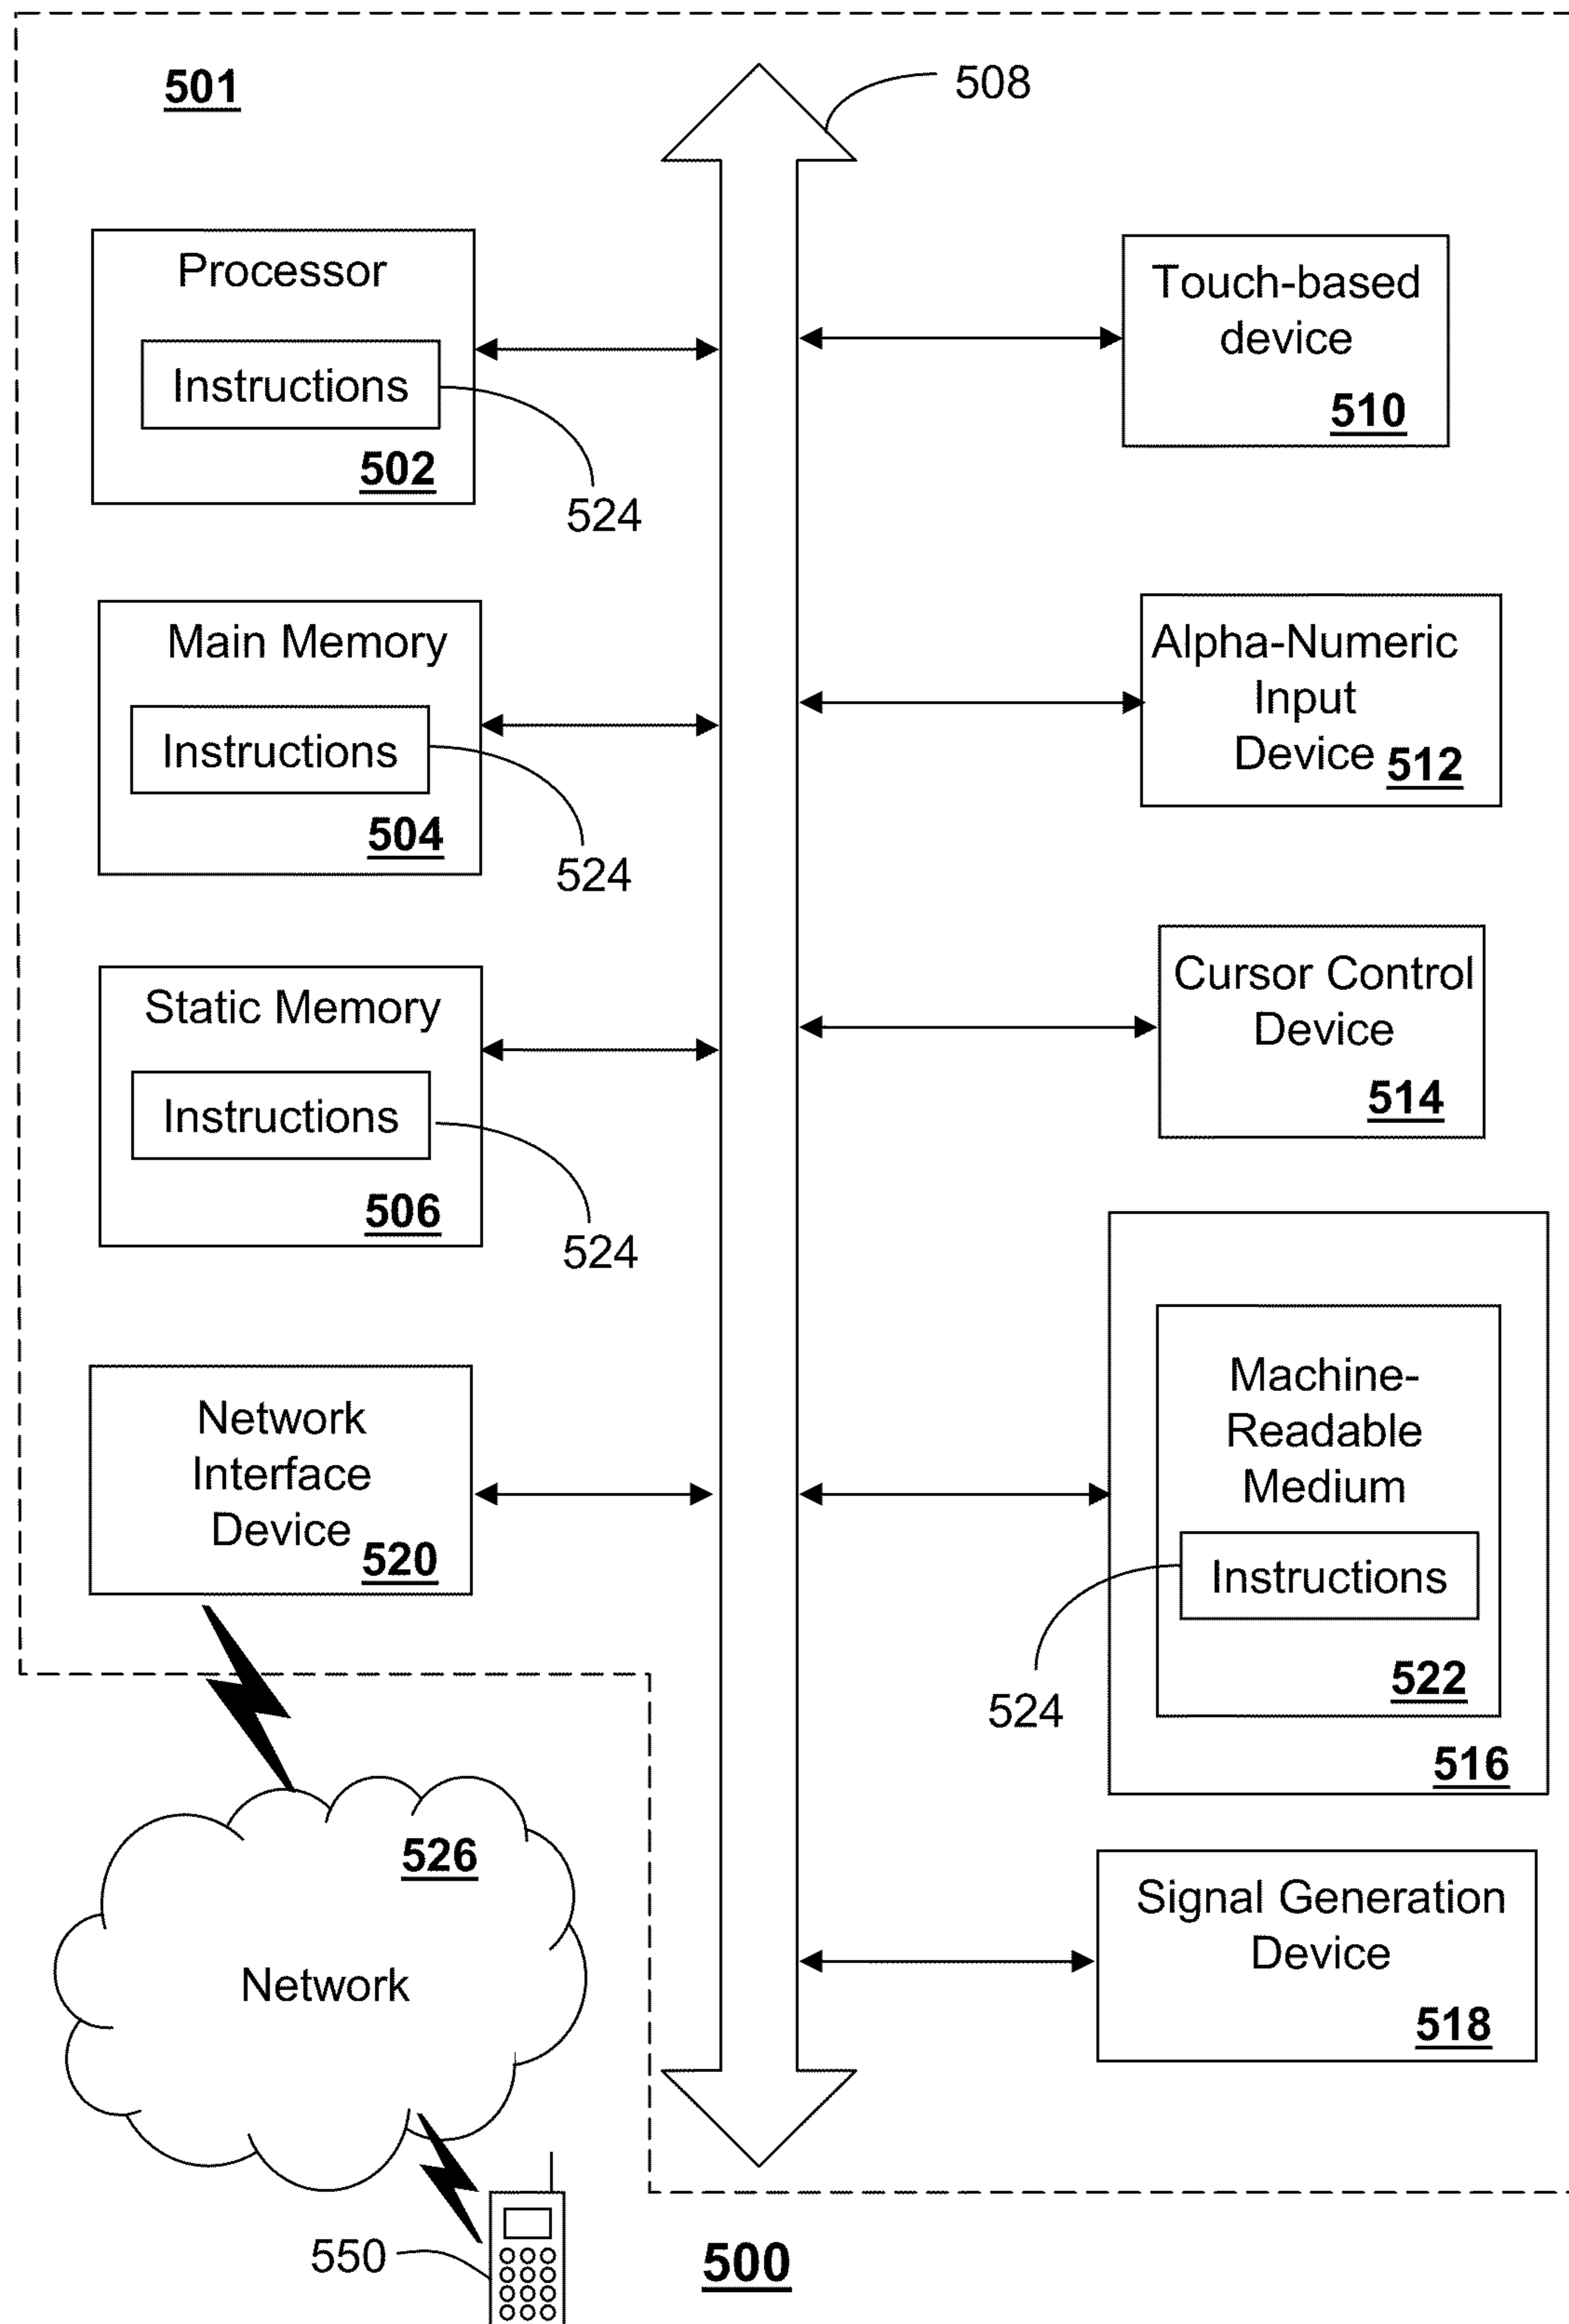 501
508
Processor
Instructions
502
524
Touch-based
device
510
Main Memory
Instructions
504
524
Alpha-Numeric
Input
Device 512
Static Memory
Instructions
506
524
Cursor Control
Device
514
Network
Interface
Device
520
Machine-
Readable
Medium
Instructions
522
524
516
526
Network
Signal Generation
Device
518
550
500